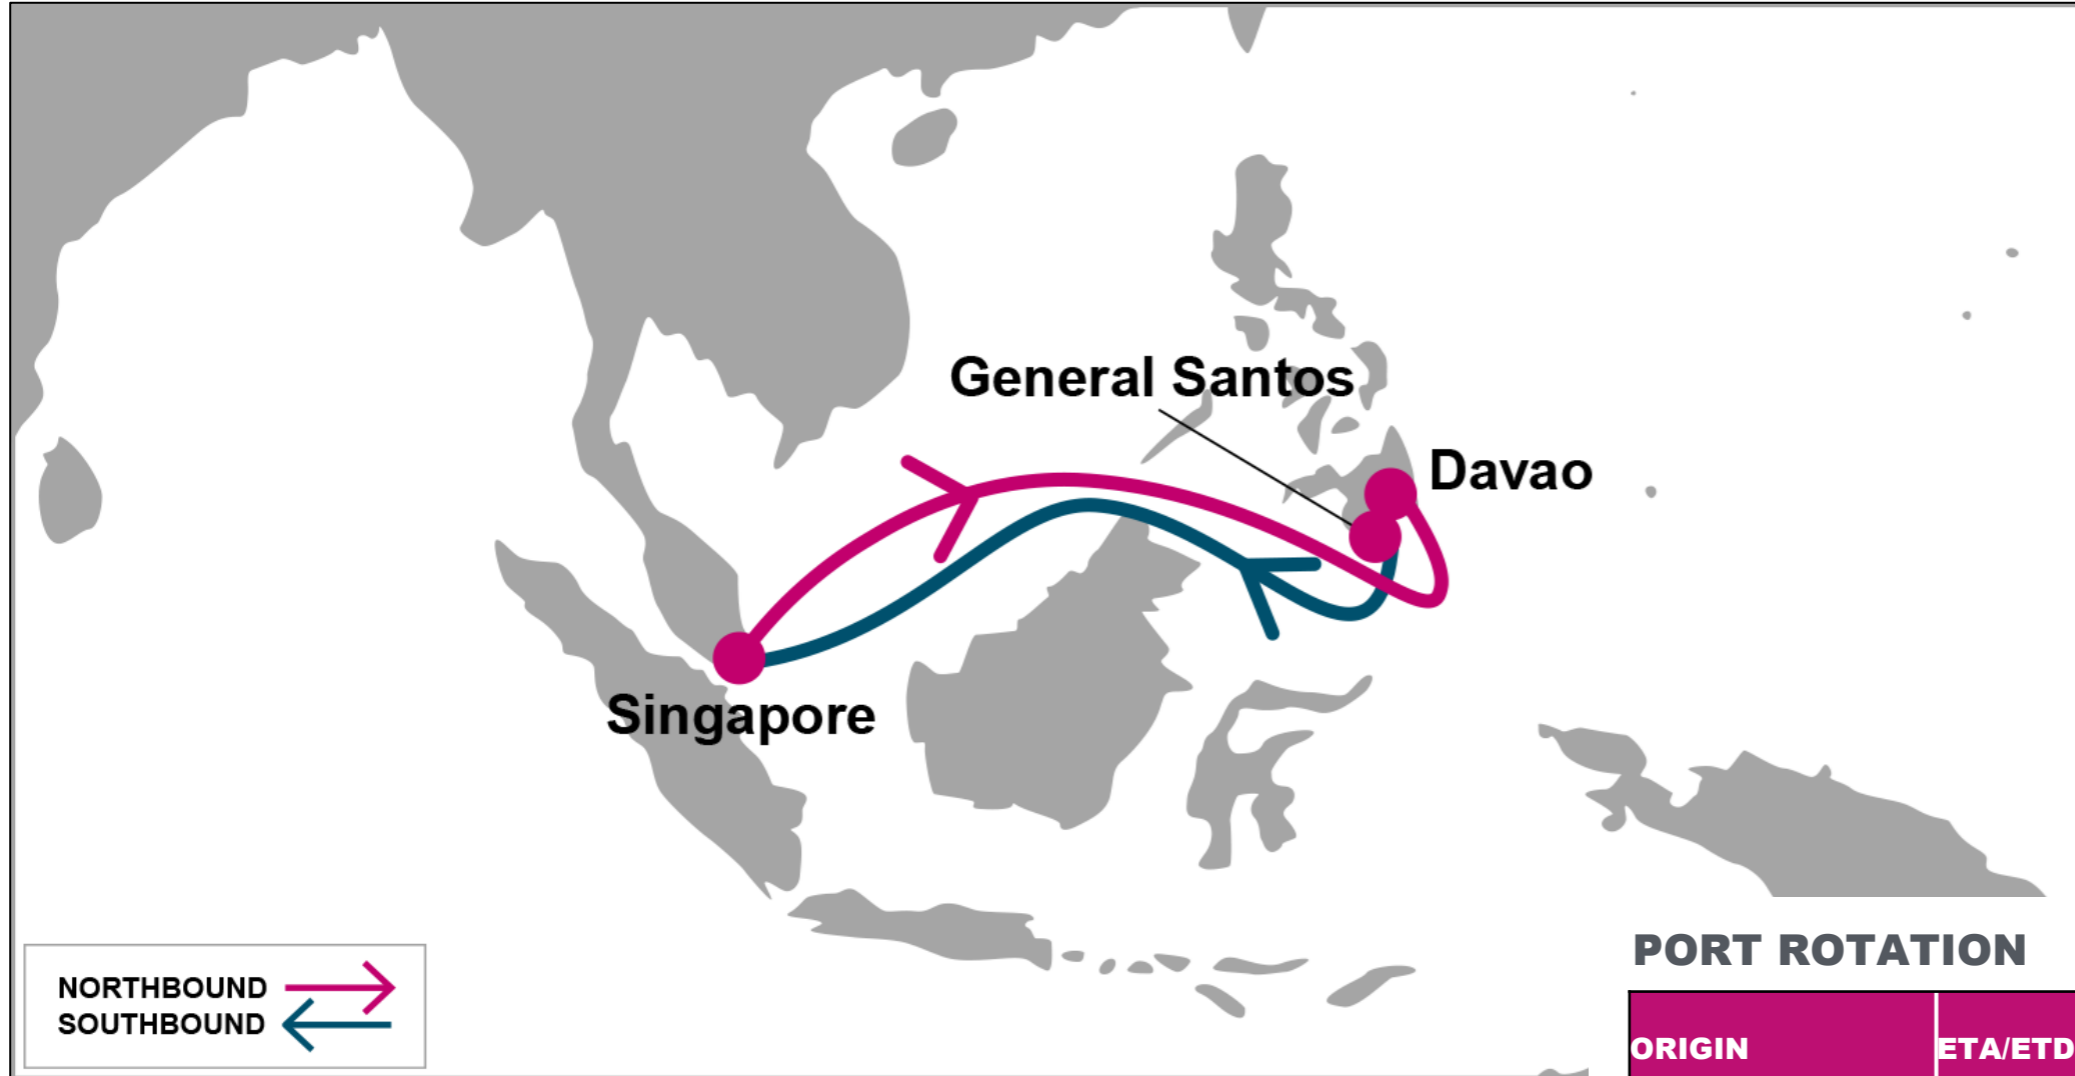 General Santos
Davao
Singapore
NORTHBOUND
SOUTHBOUND
PORT ROTATION
ORIGIN ETA/ETD